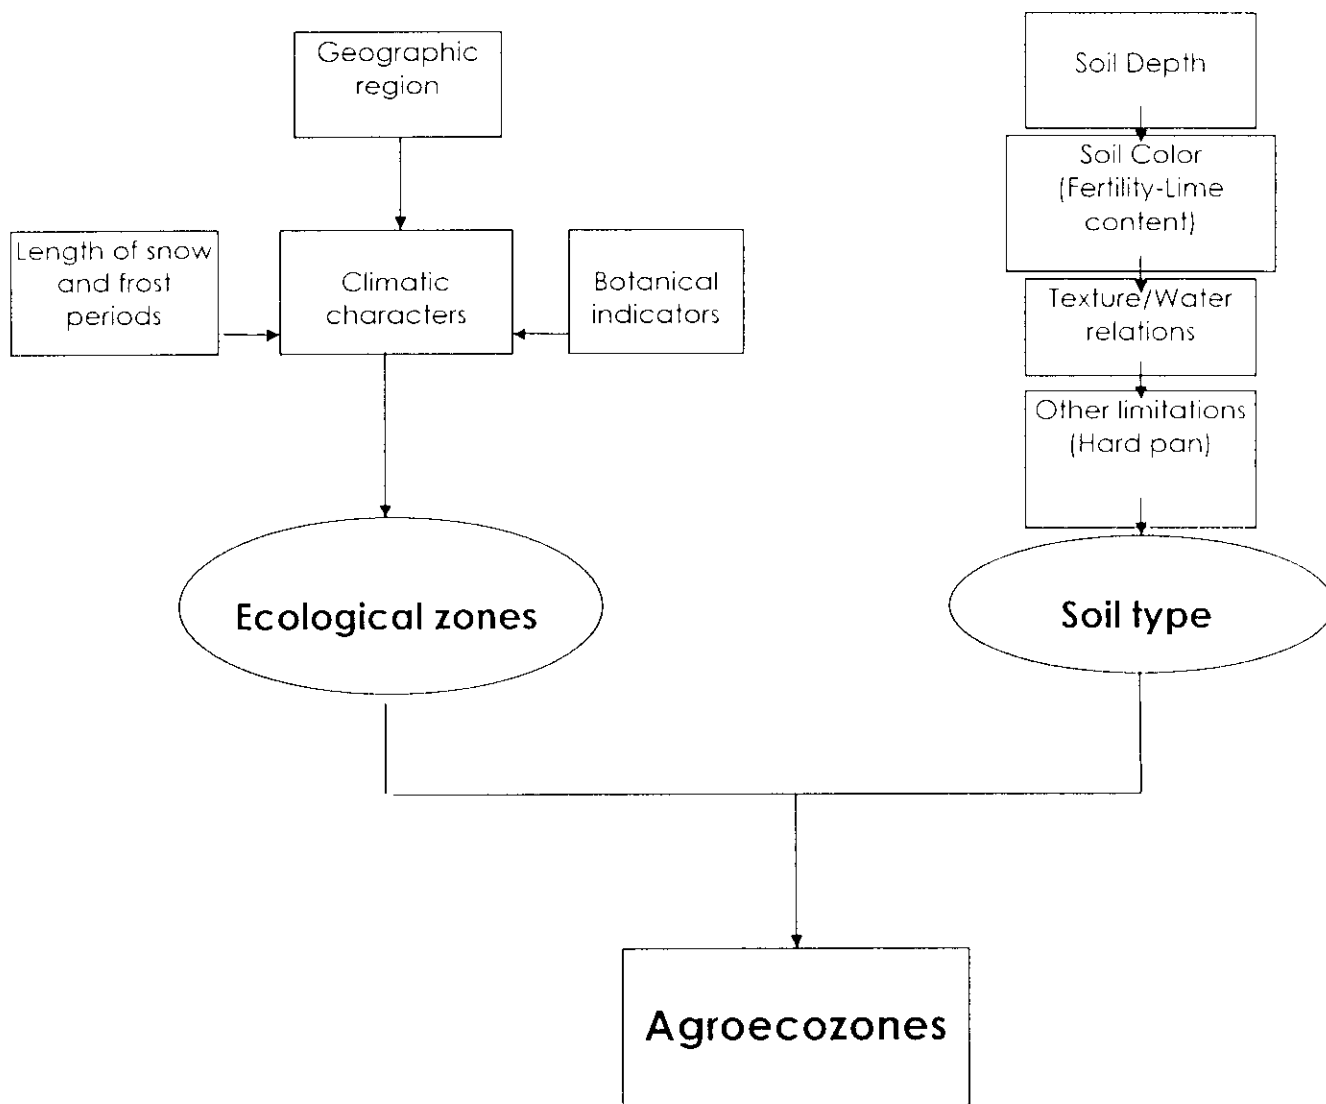 Geographic
region
Soil Depth
Soil Color
(Fertility-Lime
content)
Length of snow
and frost
periods
Climatic
characters
Botanical
indicators
Texture/Water
relations
Other limitations
(Hard pan)
Ecological zones
Soil type
Agroecozones